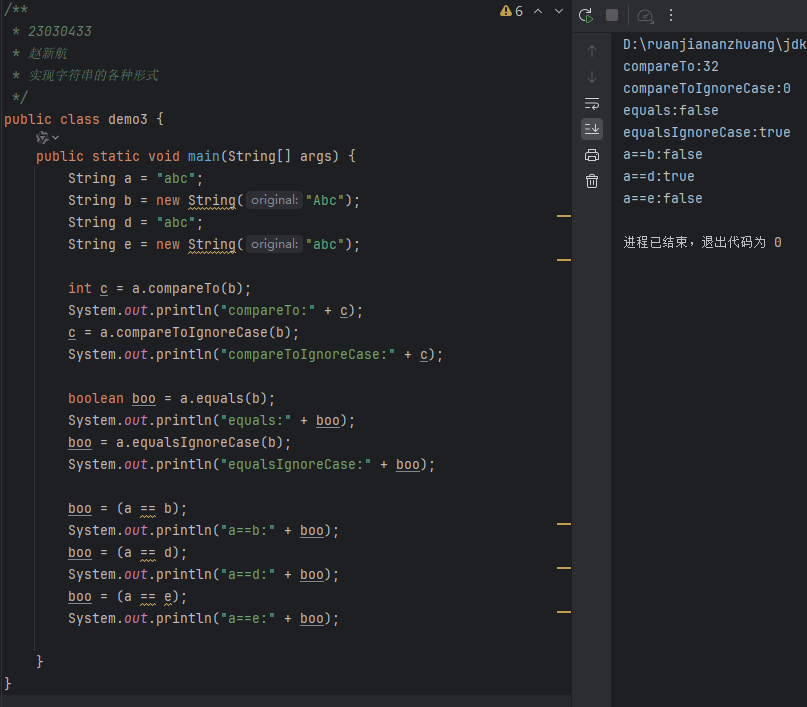 /**
 * 23030433
 * 赵新航
 * 实现字符串的各种形式
 */
public class demo3 {
    public static void main(String[] args) {
        String a = "abc";
        String b = new String( original: "Abc");
        String d = "abc";
        String e = new String( original: "abc");

        int c = a.compareTo(b);
        System.out.println("compareTo:" + c);
        c = a.compareToIgnoreCase(b);
        System.out.println("compareToIgnoreCase:" + c);

        boolean boo = a.equals(b);
        System.out.println("equals:" + boo);
        boo = a.equalsIgnoreCase(b);
        System.out.println("equalsIgnoreCase:" + boo);

        boo = (a == b);
        System.out.println("a==b:" + boo);
        boo = (a == d);
        System.out.println("a==d:" + boo);
        boo = (a == e);
        System.out.println("a==e:" + boo);

    }
}
6
D:\ruanjiananzhuang\jdk
compareTo:32
compareToIgnoreCase:0
equals:false
equalsIgnoreCase:true
a==b:false
a==d:true
a==e:false

进程已结束，退出代码为 0